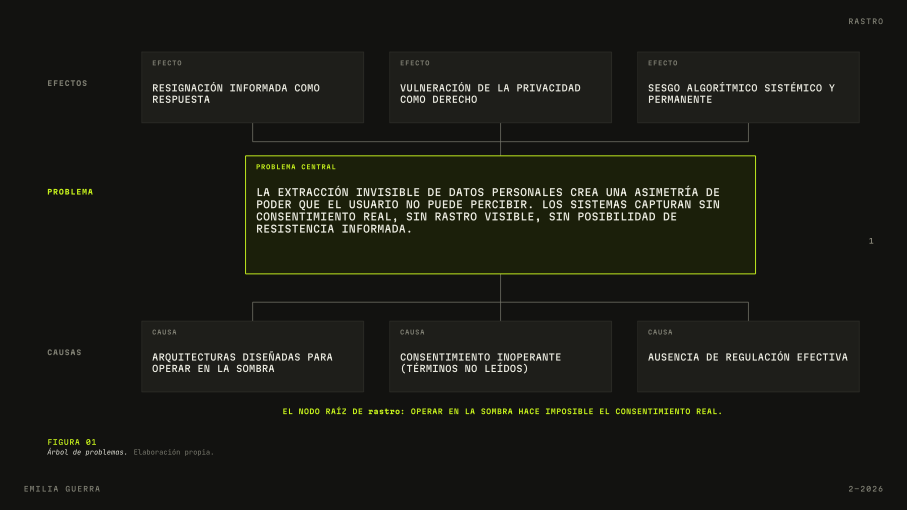 RASTRO
EFECTOS
EFECTO
RESIGNACIÓN INFORMADA COMO
RESPUESTA
EFECTO
VULNERACIÓN DE LA PRIVACIDAD
COMO DERECHO
EFECTO
SESGO ALGORÍTMICO SISTÉMICO Y
PERMANENTE
PROBLEMA
PROBLEMA CENTRAL
LA EXTRACCIÓN INVISIBLE DE DATOS PERSONALES CREA UNA ASIMETRÍA DE
PODER QUE EL USUARIO NO PUEDE PERCIBIR. LOS SISTEMAS CAPTURAN SIN
CONSENTIMIENTO REAL, SIN RASTRO VISIBLE, SIN POSIBILIDAD DE
RESISTENCIA INFORMADA.
1
CAUSAS
CAUSA
ARQUITECTURAS DISEÑADAS PARA
OPERAR EN LA SOMBRA
CAUSA
CONSENTIMIENTO INOPERANTE
(TÉRMINOS NO LEÍDOS)
CAUSA
AUSENCIA DE REGULACIÓN EFECTIVA
EL NODO RAÍZ DE rastro: OPERAR EN LA SOMBRA HACE IMPOSIBLE EL CONSENTIMIENTO REAL.
FIGURA 01
Árbol de problemas. Elaboración propia.
EMILIA GUERRA
2–2026